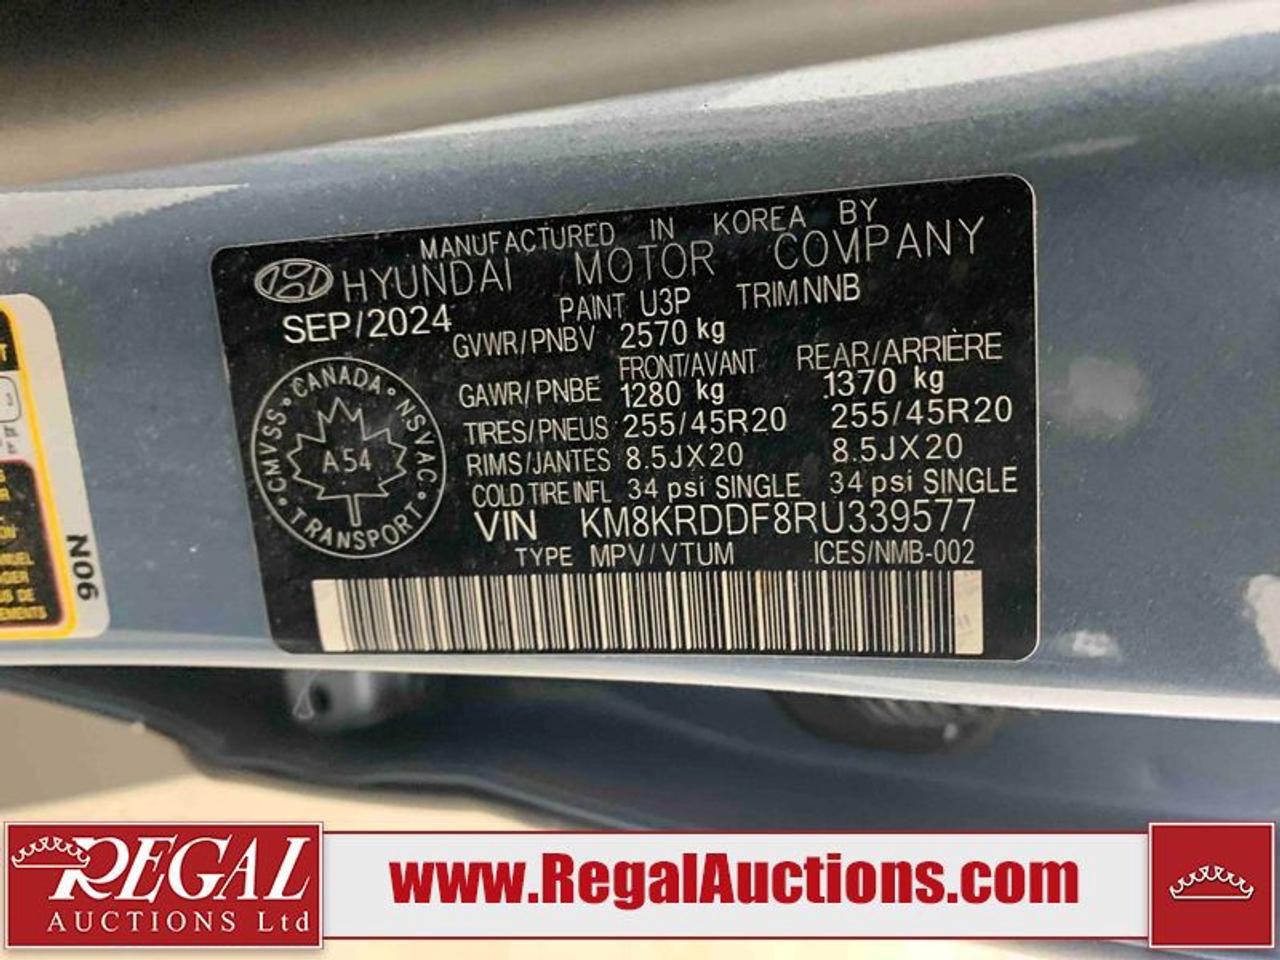 MANUFACTURED IN KOREA BY
HYUNDAI MOTOR COMPANY
SEP/2024 PAINT U3P TRIM NNB
GVWR/PNBV 2570 kg
FRONT/AVANT REAR/ARRIÈRE
GAWR/PNBE 1280 kg 1370 kg
TIRES/PNEUS 255/45R20 255/45R20
RIMS/JANTES 8.5JX20 8.5JX20
COLD TIRE INFL 34 psi SINGLE 34 psi SINGLE
VIN KM8KRDDF8RU339577
TYPE MPV/VTUM ICES/NMB-002
CANADA
CMVSS NSVAC
A54
TRANSPORT
N06
REGAL
AUCTIONS Ltd
www.RegalAuctions.com